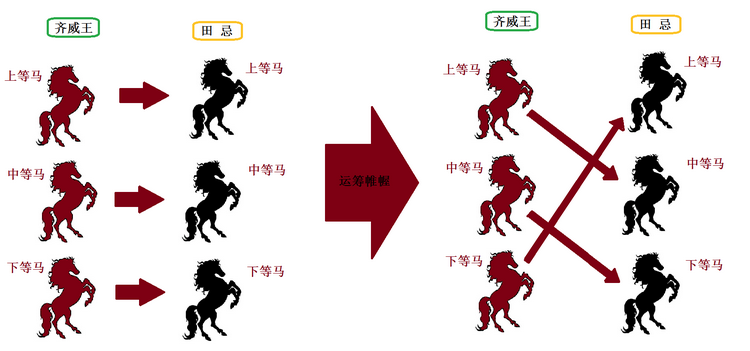 齐威王
田 忌
上等马
上等马
中等马
中等马
下等马
下等马
运筹帷幄
齐威王
田 忌
上等马
上等马
中等马
中等马
下等马
下等马